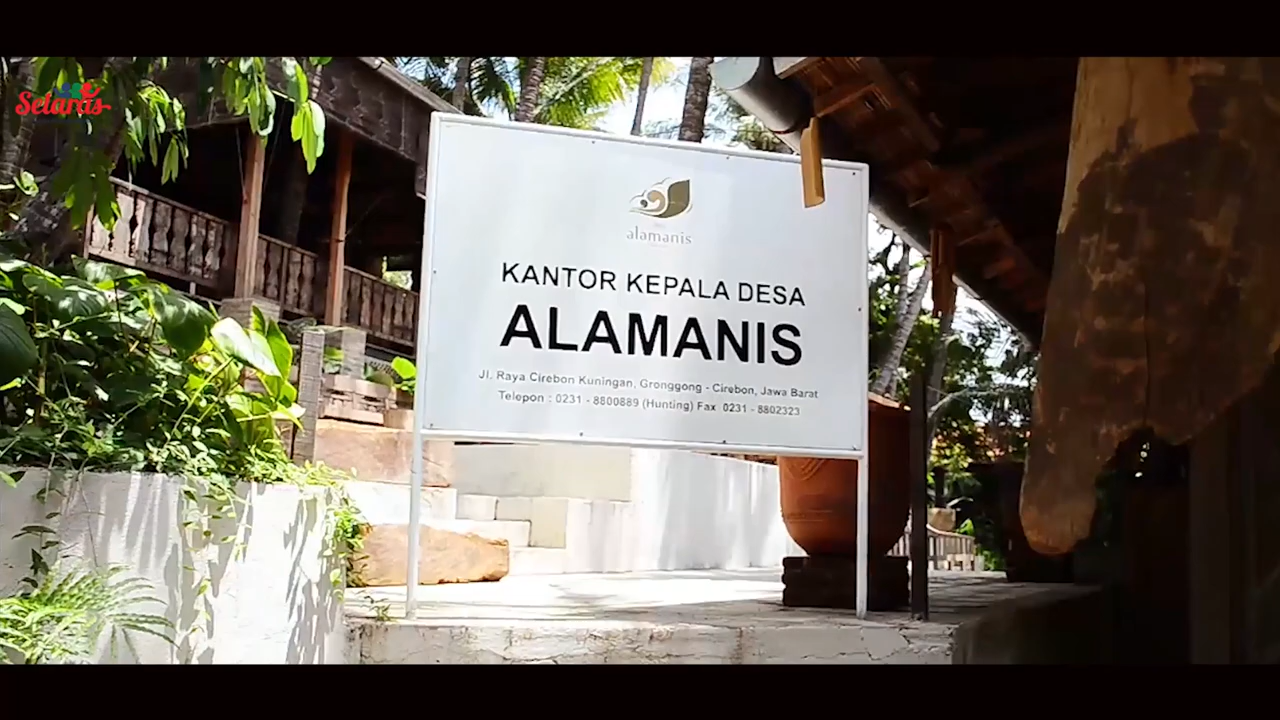 Selaras
alamanis
KANTOR KEPALA DESA
ALAMANIS
Jl. Raya Cirebon Kuningan, Gronggong - Cirebon, Jawa Barat
Telepon : 0231 - 8800889 (Hunting) Fax 0231 - 8802323